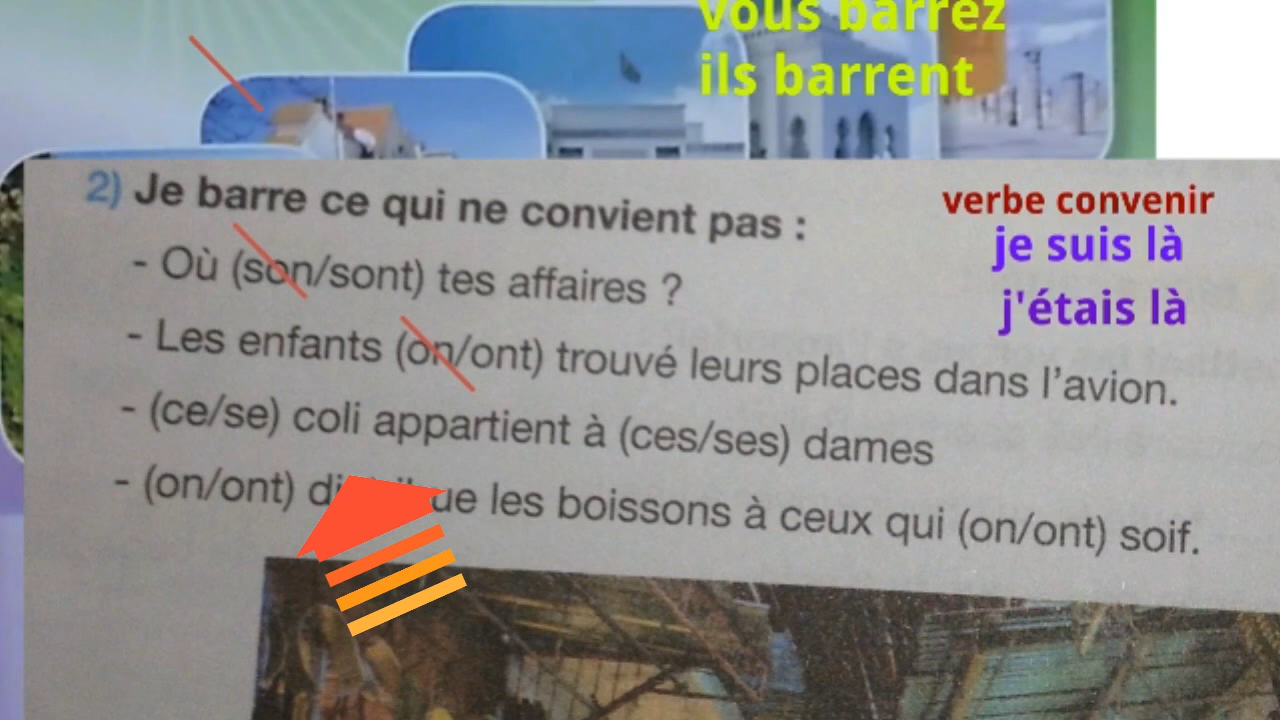 vous barrez
ils barrent
2) Je barre ce qui ne convient pas :
verbe convenir
je suis là
j'étais là
- Où (son/sont) tes affaires ?
- Les enfants (on/ont) trouvé leurs places dans l'avion.
- (ce/se) coli appartient à (ces/ses) dames
- (on/ont) les boissons à ceux qui (on/ont) soif.